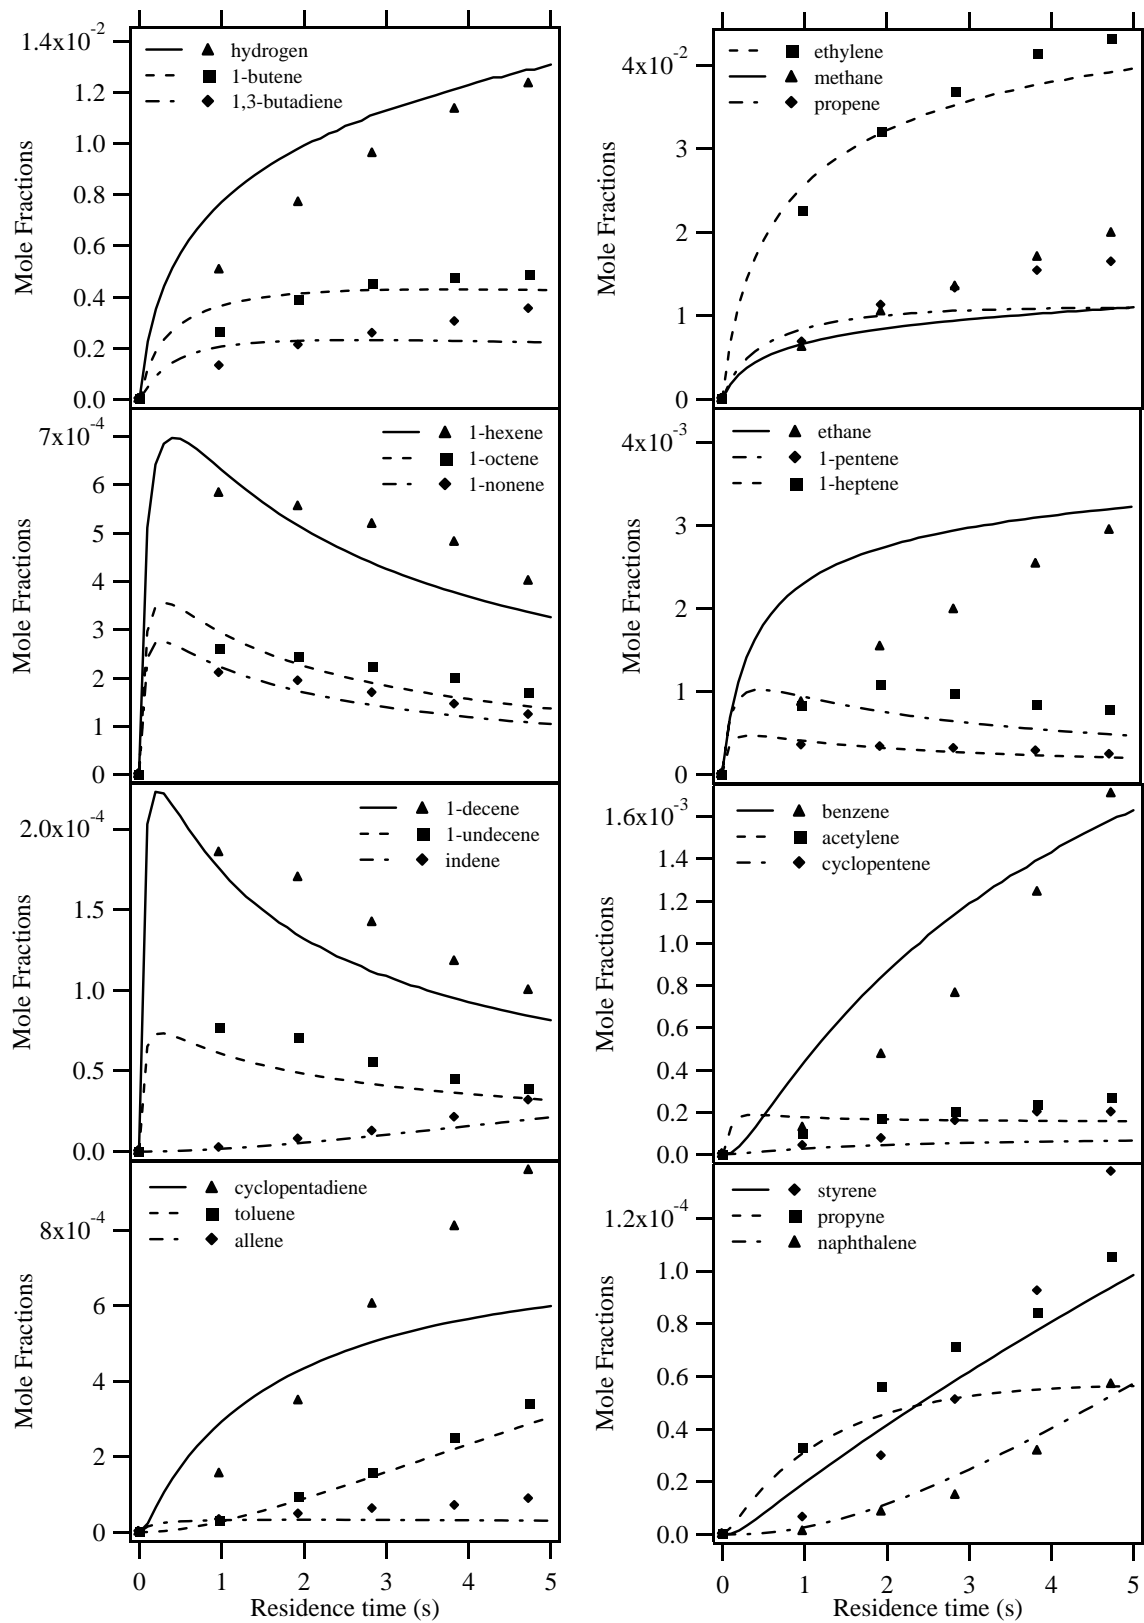 1.4x10-2
1.2
1.0
0.8
0.6
0.4
0.2
0.0
Mole Fractions
hydrogen
1-butene
1,3-butadiene
4x10-2
3
2
1
0
Mole Fractions
ethylene
methane
propene
7x10-4
6
5
4
3
2
1
0
Mole Fractions
1-hexene
1-octene
1-nonene
4x10-3
3
2
1
0
Mole Fractions
ethane
1-pentene
1-heptene
2.0x10-4
1.5
1.0
0.5
0.0
Mole Fractions
1-decene
1-undecene
indene
1.6x10-3
1.4
1.2
1.0
0.8
0.6
0.4
0.2
0.0
Mole Fractions
benzene
acetylene
cyclopentene
8x10-4
6
4
2
0
Mole Fractions
cyclopentadiene
toluene
allene
0 1 2 3 4 5
Residence time (s)
1.2x10-4
1.0
0.8
0.6
0.4
0.2
0.0
Mole Fractions
styrene
propyne
naphthalene
0 1 2 3 4 5
Residence time (s)